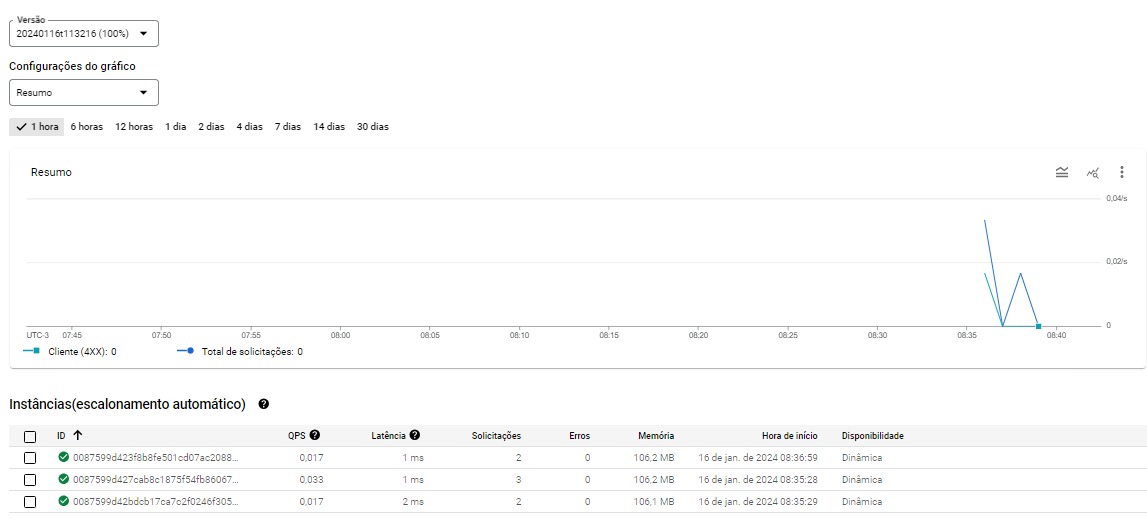 Versão
20240116t113216 (100%)
Configurações do gráfico
Resumo
1 hora 6 horas 12 horas 1 dia 2 dias 4 dias 7 dias 14 dias 30 dias
Resumo
0,04/s
0,02/s
0
UTC-3 07:45 07:50 07:55 08:00 08:05 08:10 08:15 08:20 08:25 08:30 08:35 08:40
Cliente (4XX): 0 Total de solicitações: 0
Instâncias(escalonamento automático)
ID QPS Latência Solicitações Erros Memória Hora de início Disponibilidade
0087599d423f8b8fe501cd07ac2088... 0,017 1 ms 2 0 106,2 MB 16 de jan. de 2024 08:36:59 Dinâmica
0087599d427cab8c1875f54fb86067... 0,033 1 ms 3 0 106,2 MB 16 de jan. de 2024 08:35:28 Dinâmica
0087599d42bdcb17ca7c2f0246f305... 0,017 2 ms 2 0 106,1 MB 16 de jan. de 2024 08:35:29 Dinâmica